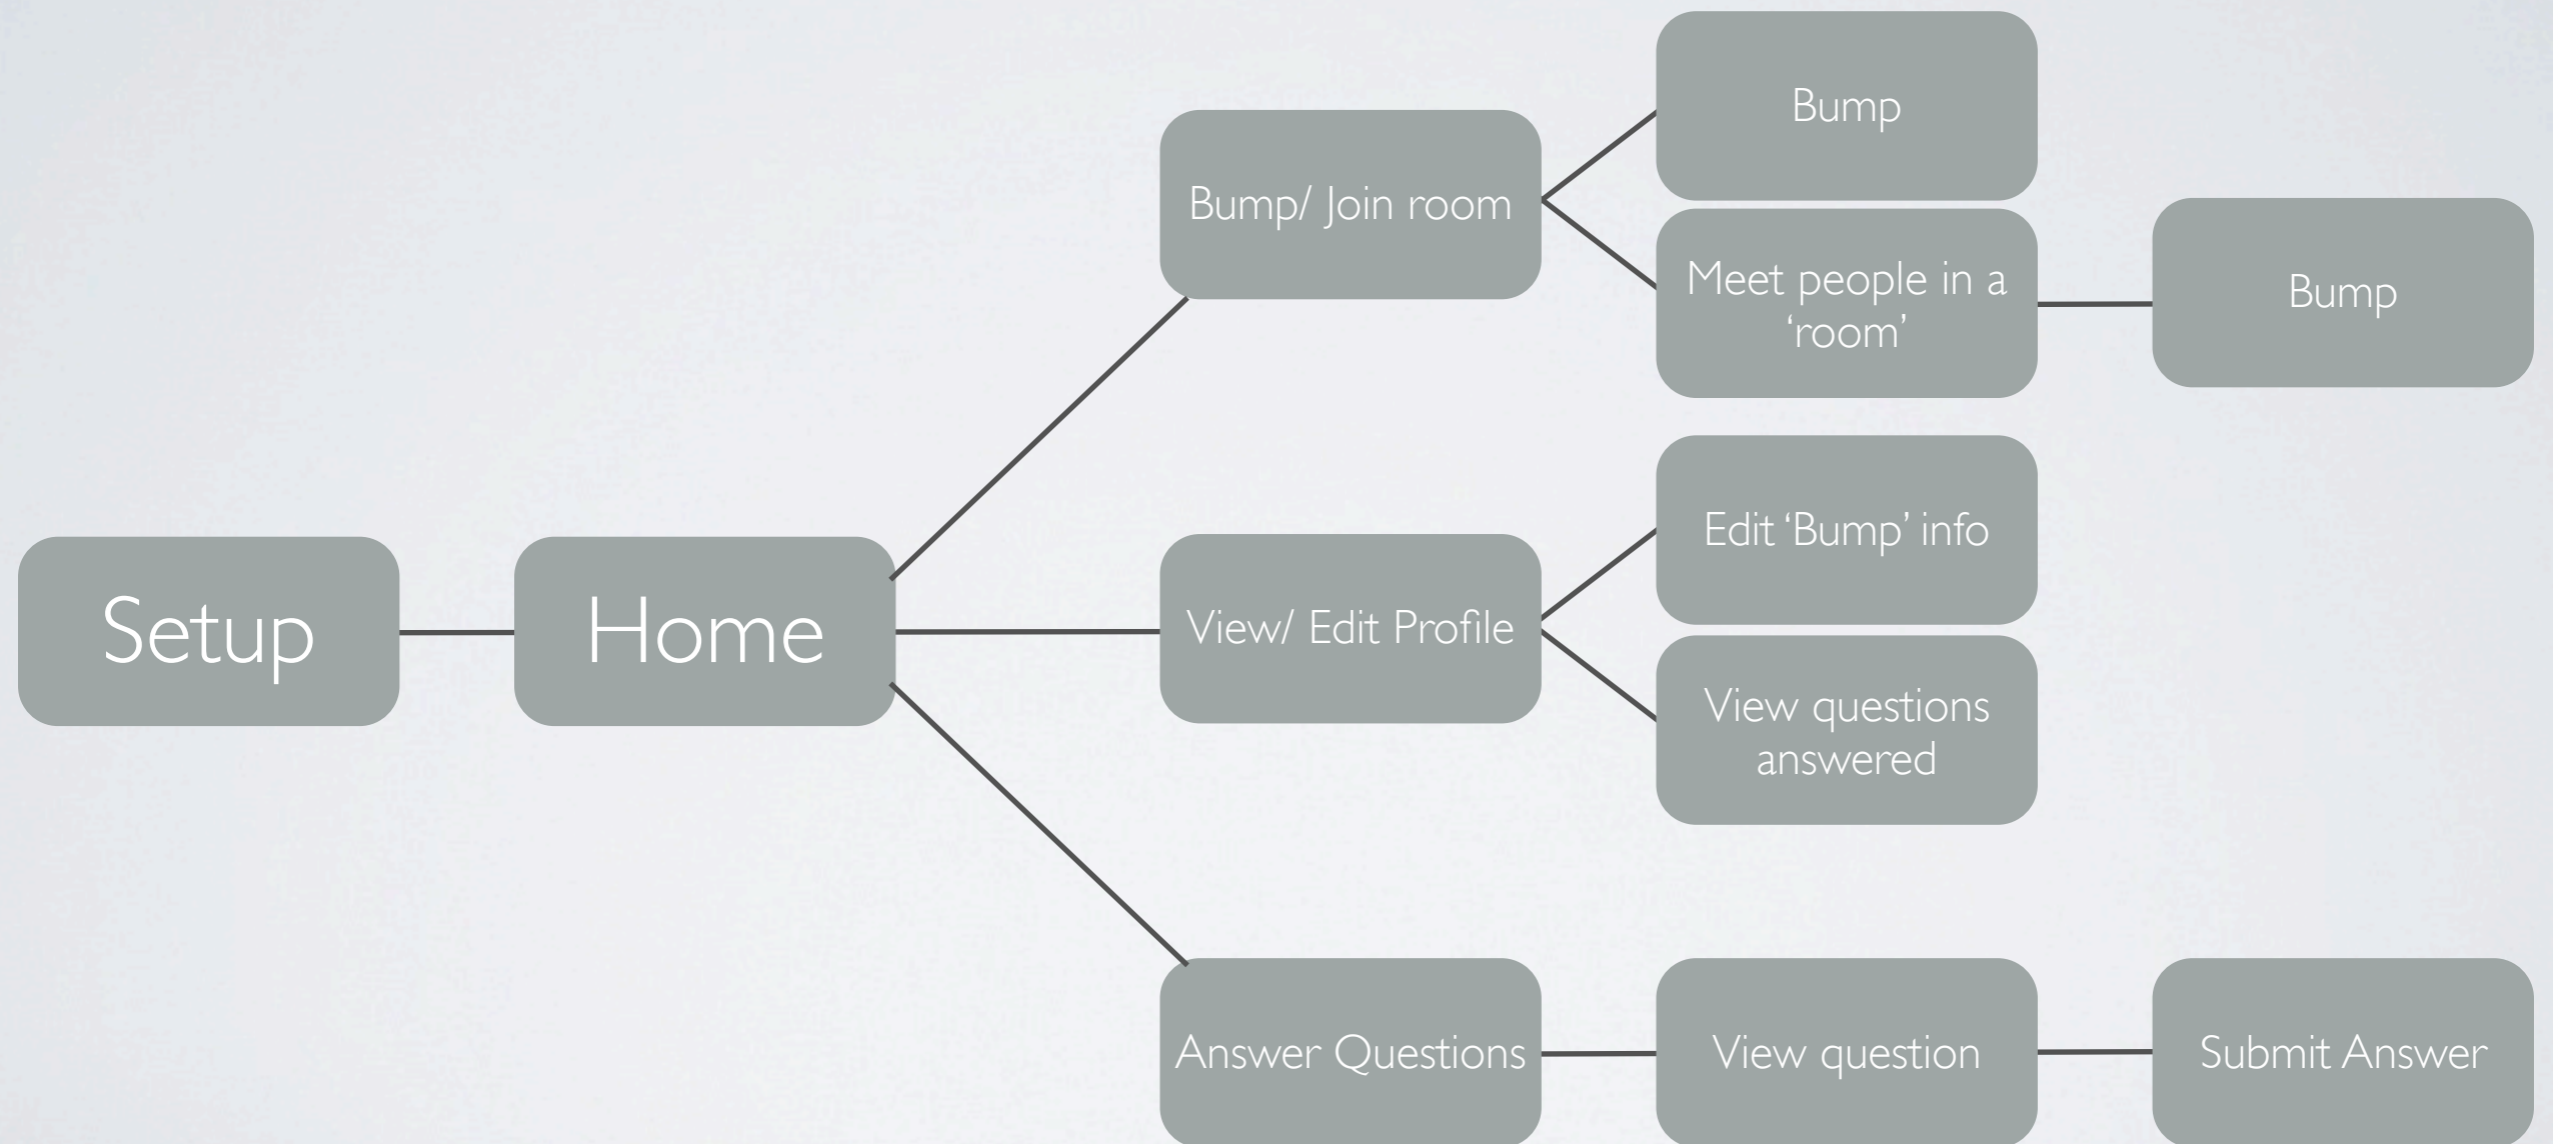 Setup
Home
Bump/ Join room
Bump
Meet people in a
‘room’
Bump
View/ Edit Profile
Edit ‘Bump’ info
View questions
answered
Answer Questions
View question
Submit Answer